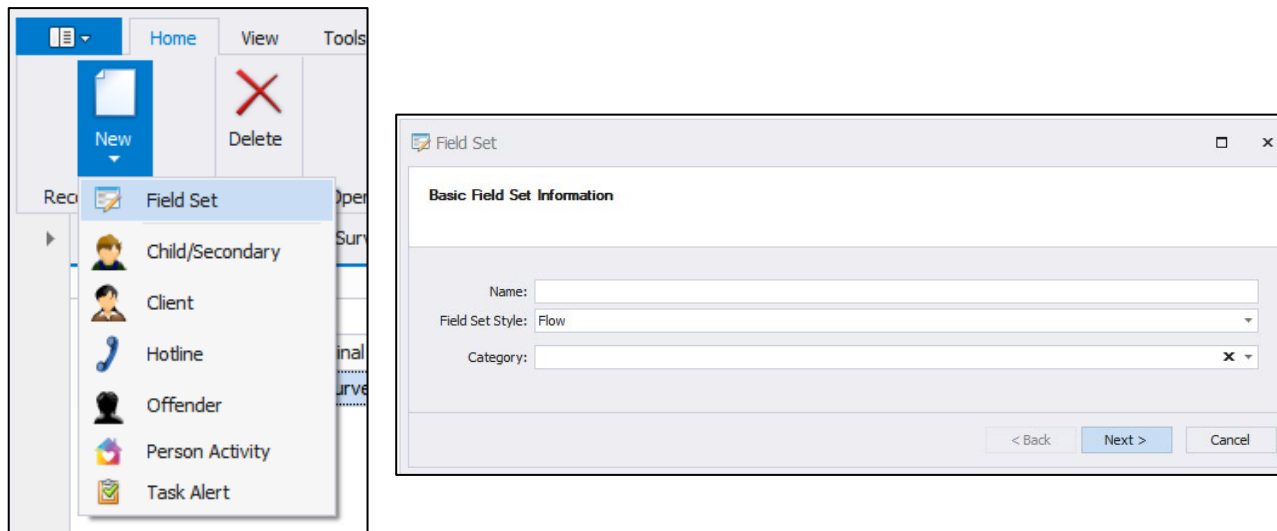 Home View Tools
New
Delete
Field Set
Child/Secondary
Client
Hotline
Offender
Person Activity
Task Alert
Field Set
Basic Field Set Information
Name:
Field Set Style: Flow
Category:
< Back Next > Cancel